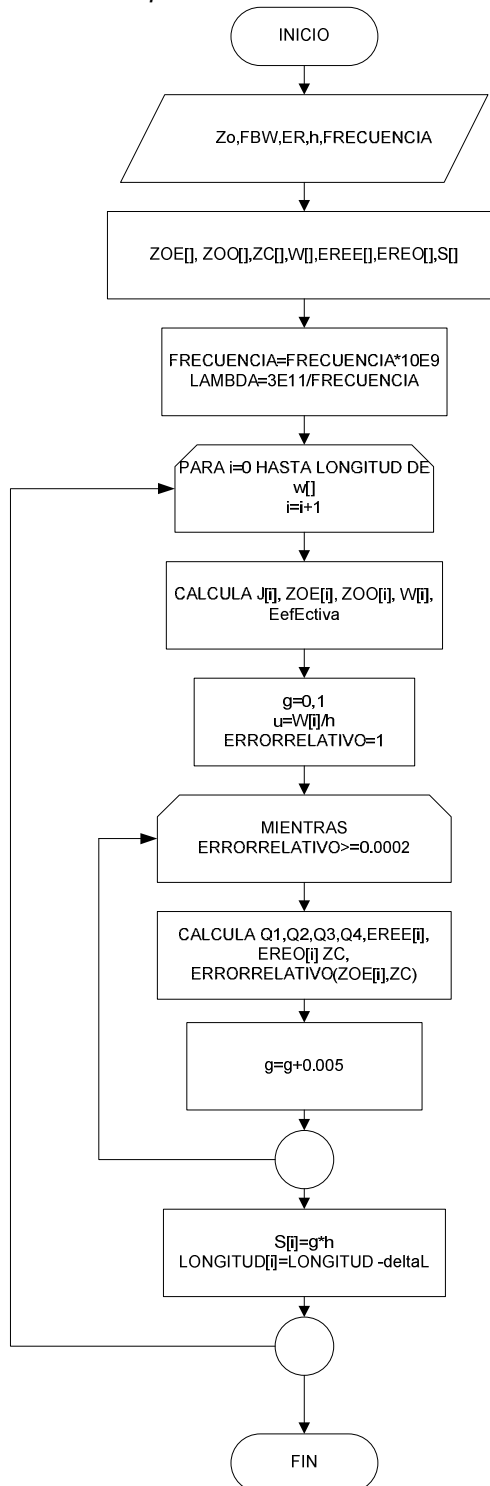 INICIO
Zo,FBW,ER,h,FRECUENCIA
ZOE[], ZOO[],ZC[],W[],EREE[],EREO[],S[]
FRECUENCIA=FRECUENCIA*10E9
LAMBDA=3E11/FRECUENCIA
PARA i=0 HASTA LONGITUD DE
w[]
i=i+1
CALCULA J[i], ZOE[i], ZOO[i], W[i],
EefEctiva
g=0,1
u=W[i]/h
ERRORRELATIVO=1
MIENTRAS
ERRORRELATIVO>=0.0002
CALCULA Q1,Q2,Q3,Q4,EREE[i],
EREO[i] ZC,
ERRORRELATIVO(ZOE[i],ZC)
g=g+0.005
S[i]=g*h
LONGITUD[i]=LONGITUD -deltaL
FIN